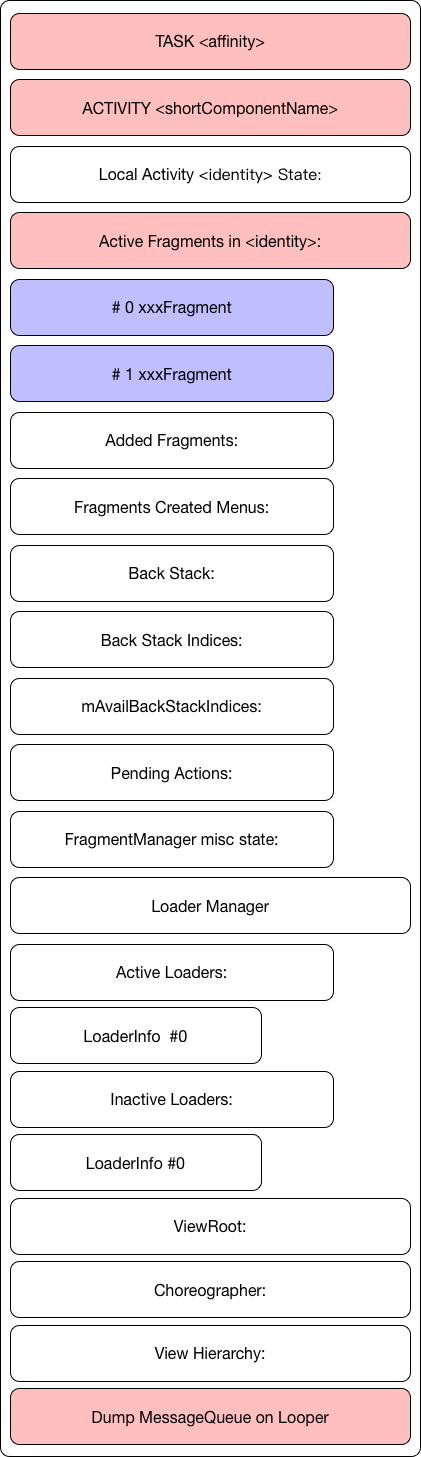 TASK <affinity>
ACTIVITY <shortComponentName>
Local Activity <identity> State:
Active Fragments in <identity>:
# 0 xxxFragment
# 1 xxxFragment
Added Fragments:
Fragments Created Menus:
Back Stack:
Back Stack Indices:
mAvailBackStackIndices:
Pending Actions:
FragmentManager misc state:
Loader Manager
Active Loaders:
LoaderInfo  #0
Inactive Loaders:
LoaderInfo #0
ViewRoot:
Choreographer:
View Hierarchy:
Dump MessageQueue on Looper